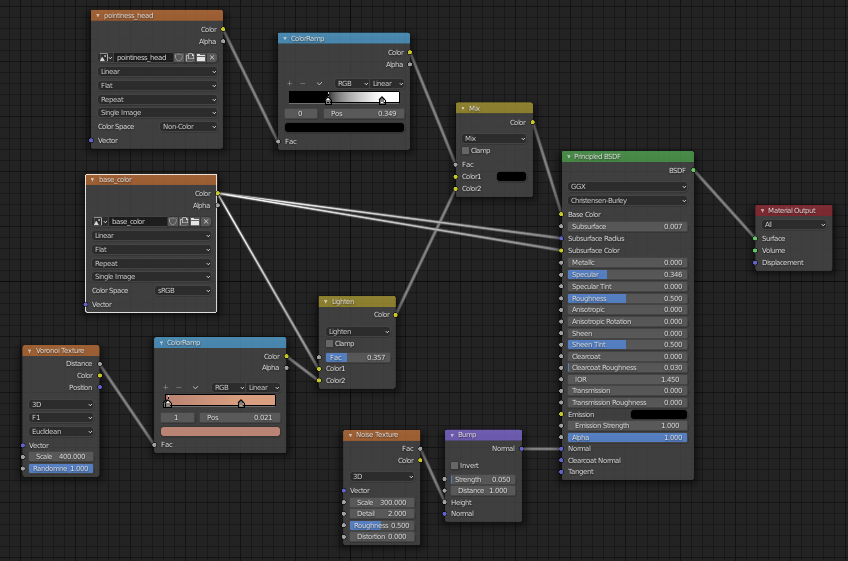 pointiness_head
Color
Alpha
pointiness_head
Linear
Flat
Repeat
Single Image
Color Space Non-Color
Vector
ColorRamp
Color
Alpha
+ − RGB Linear
0 Pos 0.349
Fac
Mix
Color
Mix
Clamp
Fac
Color1
Color2
Principled BSDF
BSDF
GGX
Christensen-Burley
Base Color
Subsurface 0.007
Subsurface Radius
Subsurface Color
Metallic 0.000
Specular 0.346
Specular Tint 0.000
Roughness 0.500
Anisotropic 0.000
Anisotropic Rotation 0.000
Sheen 0.000
Sheen Tint 0.500
Clearcoat 0.000
Clearcoat Roughness 0.030
IOR 1.450
Transmission 0.000
Transmission Roughness 0.000
Emission
Emission Strength 1.000
Alpha 1.000
Normal
Clearcoat Normal
Tangent
Material Output
All
Surface
Volume
Displacement
base_color
Color
Alpha
base_color
Linear
Flat
Repeat
Single Image
Color Space sRGB
Vector
Lighten
Color
Lighten
Clamp
Fac 0.357
Color1
Color2
Voronoi Texture
Distance
Color
Position
3D
F1
Euclidean
Vector
Scale 400.000
Randomne 1.000
ColorRamp
Color
Alpha
+ − RGB Linear
1 Pos 0.021
Fac
Noise Texture
Fac
Color
3D
Vector
Scale 300.000
Detail 2.000
Roughness 0.500
Distortion 0.000
Bump
Normal
Invert
Strength 0.050
Distance 1.000
Height
Normal